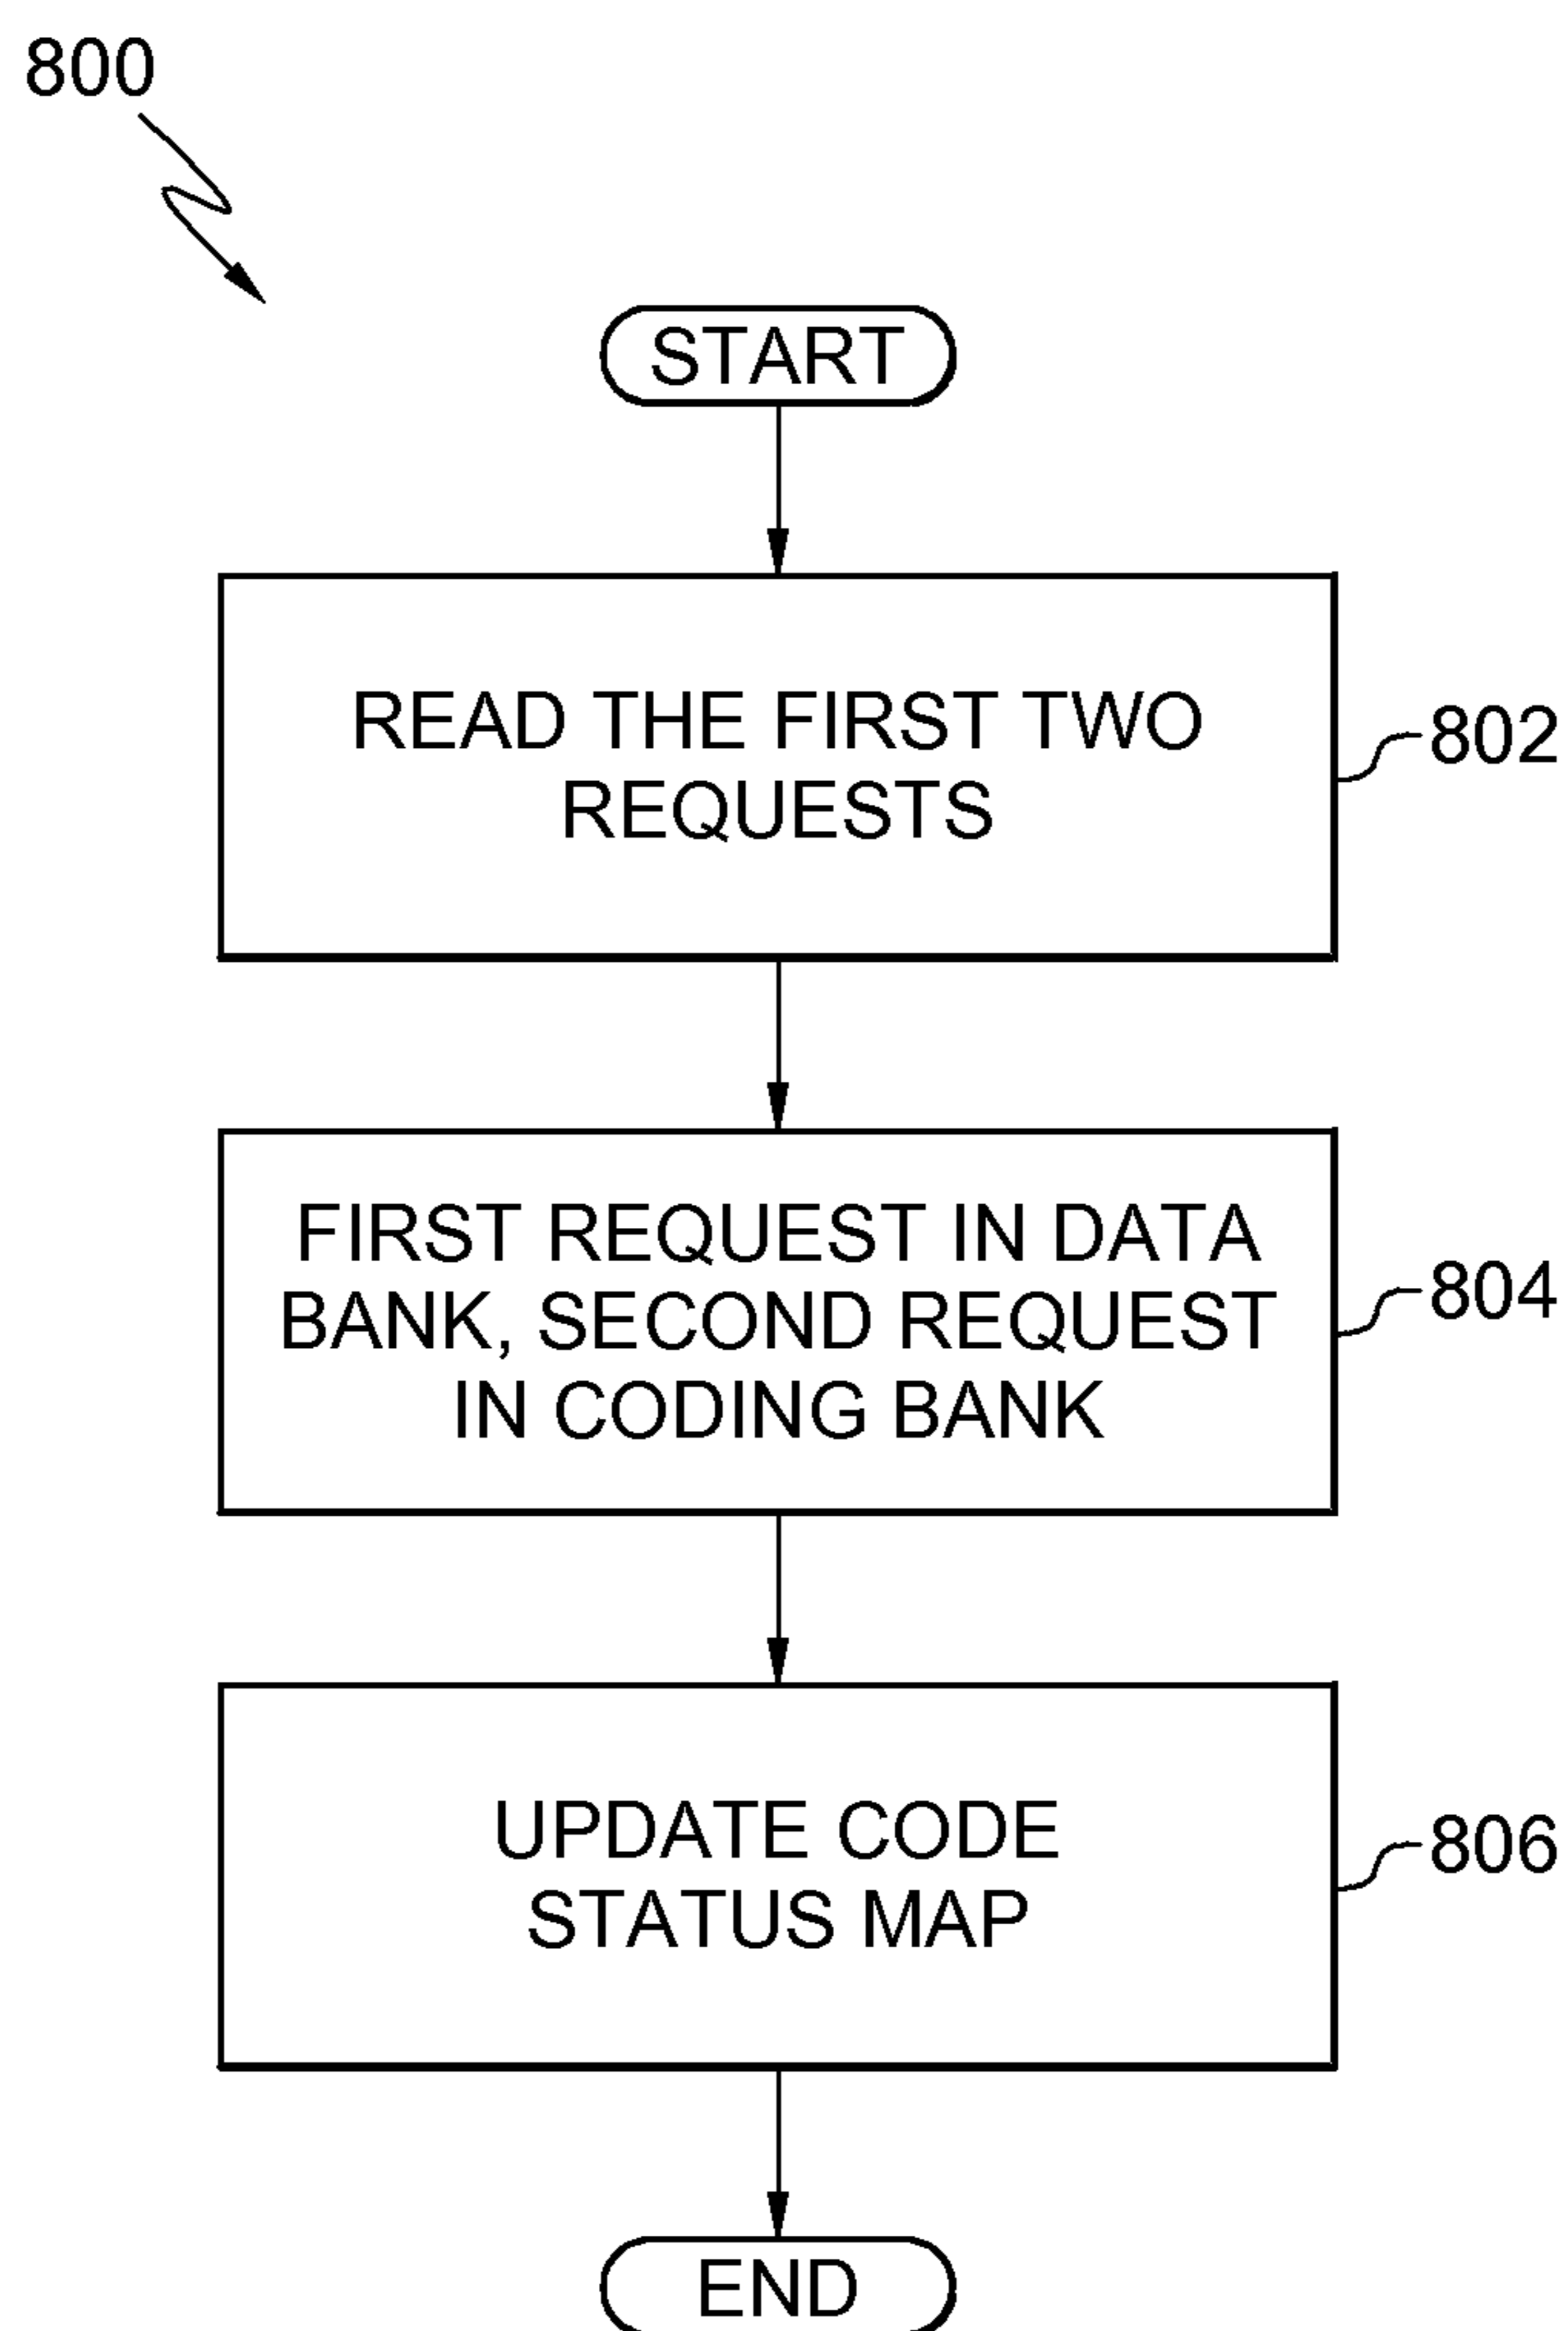 800
START
READ THE FIRST TWO
REQUESTS
802
FIRST REQUEST IN DATA
BANK, SECOND REQUEST
IN CODING BANK
804
UPDATE CODE
STATUS MAP
806
END